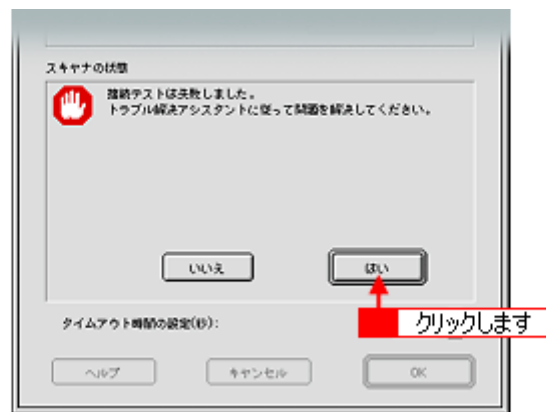 スキャナの状態
接続テストは失敗しました。
トラブル解決アシスタントに従って問題を解決してください。
いいえ
はい
クリックします
タイムアウト時間の設定(秒):
ヘルプ
キャンセル
OK